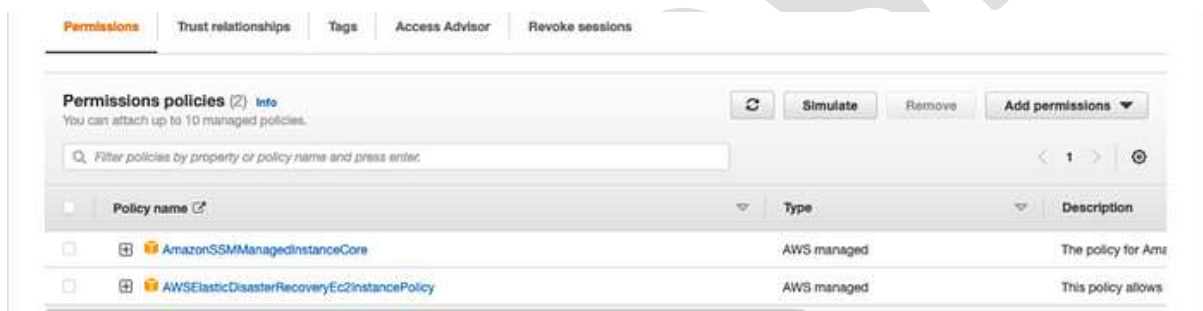 Permissions Trust relationships Tags Access Advisor Revoke sessions
Permissions policies (2) Info
You can attach up to 10 managed policies.
Simulate Remove Add permissions
Filter policies by property or policy name and press enter.
1
Policy name Type Description
AmazonSSMManagedInstanceCore AWS managed The policy for Ama
AWSElasticDisasterRecoveryEc2InstancePolicy AWS managed This policy allows